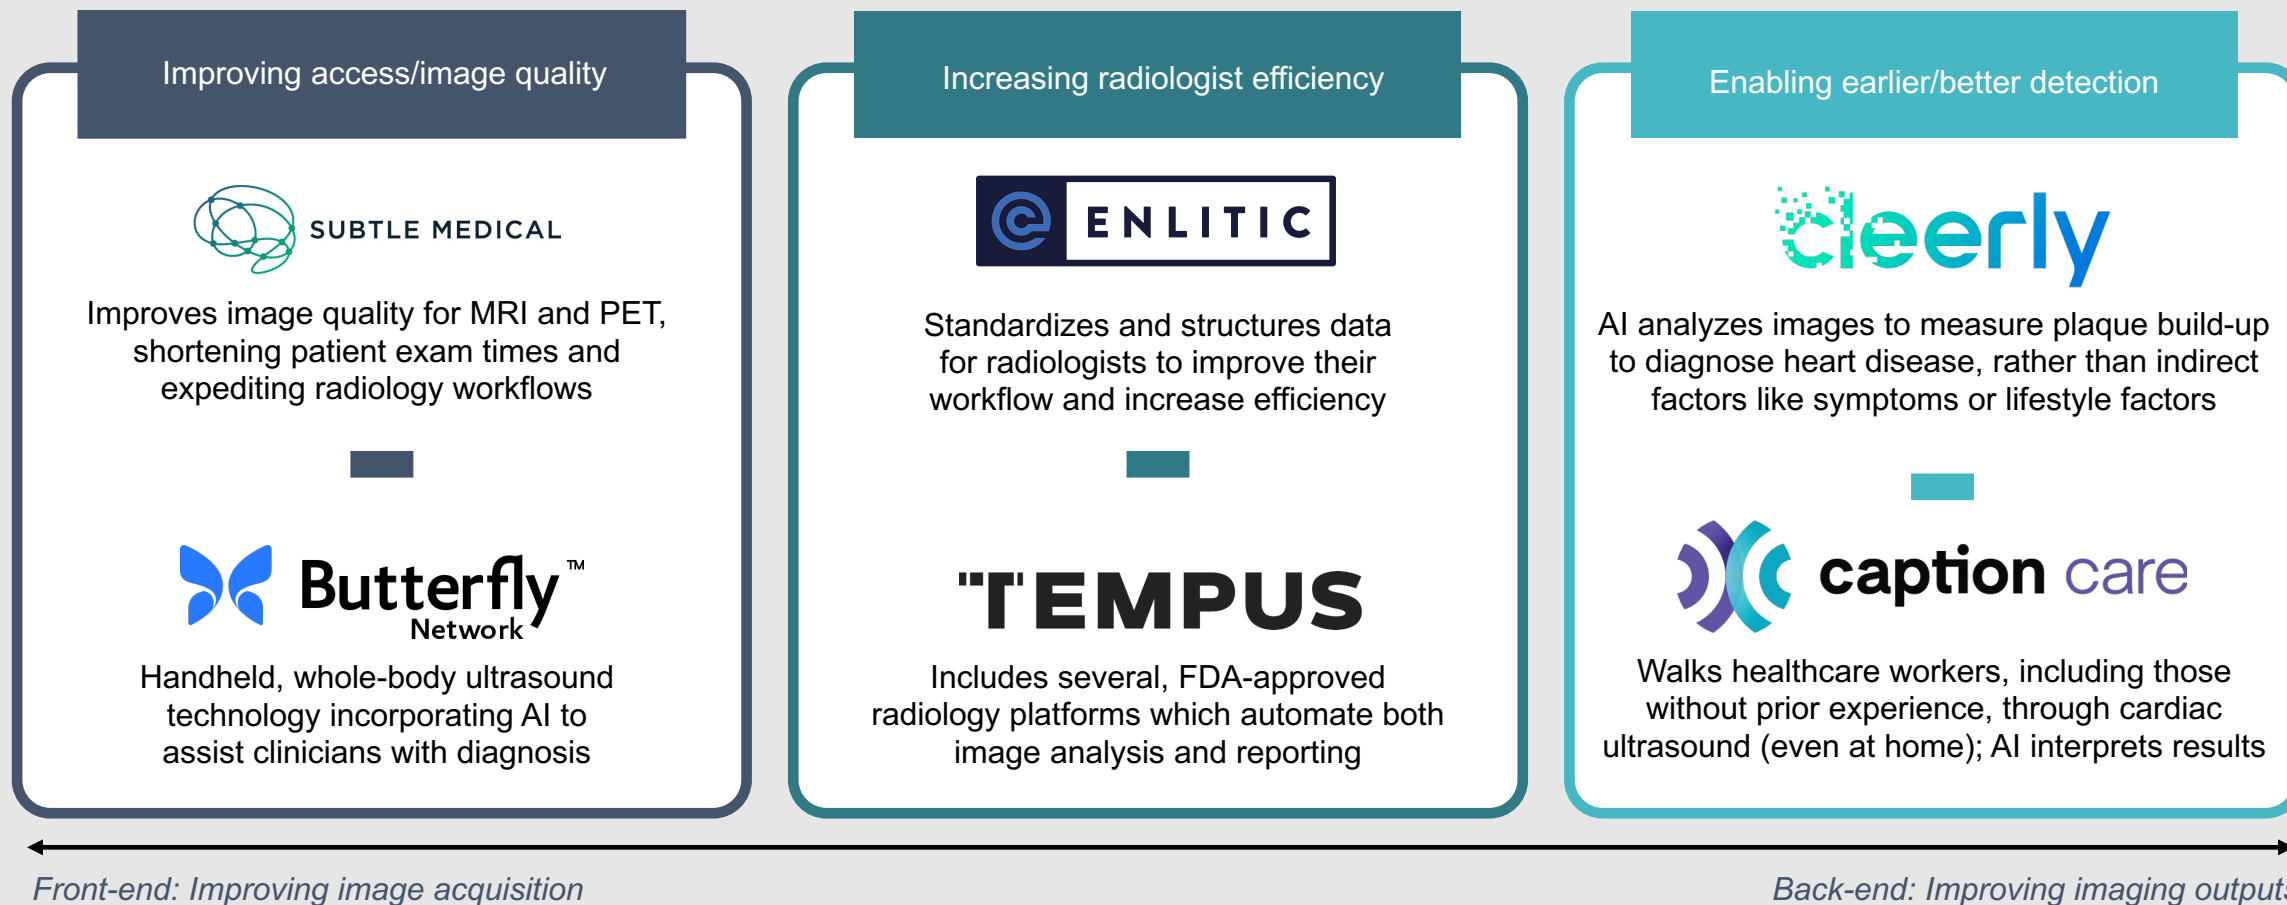 Improving access/image quality
SUBTLE MEDICAL
Improves image quality for MRI and PET,
shortening patient exam times and
expediting radiology workflows
Butterfly™
Network
Handheld, whole-body ultrasound
technology incorporating AI to
assist clinicians with diagnosis
Increasing radiologist efficiency
ENLITIC
Standardizes and structures data
for radiologists to improve their
workflow and increase efficiency
TEMPUS
Includes several, FDA-approved
radiology platforms which automate both
image analysis and reporting
Enabling earlier/better detection
cleerly
AI analyzes images to measure plaque build-up
to diagnose heart disease, rather than indirect
factors like symptoms or lifestyle factors
caption care
Walks healthcare workers, including those
without prior experience, through cardiac
ultrasound (even at home); AI interprets results
Front-end: Improving image acquisition
Back-end: Improving imaging outputs